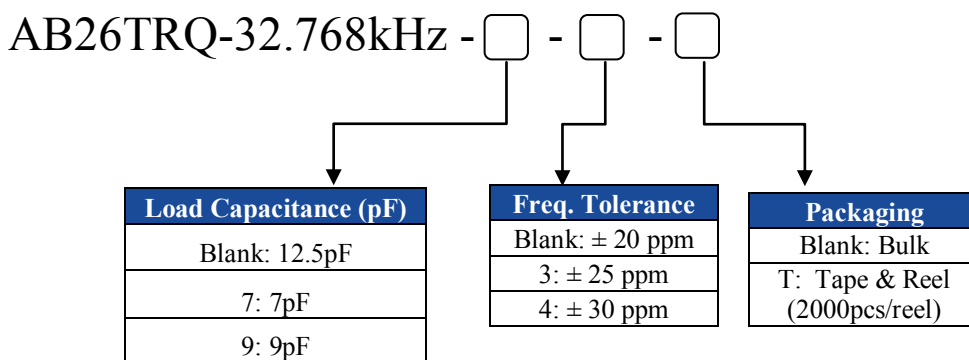 AB26TRQ-32.768kHz - - -
Load Capacitance (pF)
Blank: 12.5pF
7: 7pF
9: 9pF
Freq. Tolerance
Blank: ± 20 ppm
3: ± 25 ppm
4: ± 30 ppm
Packaging
Blank: Bulk
T: Tape & Reel
(2000pcs/reel)